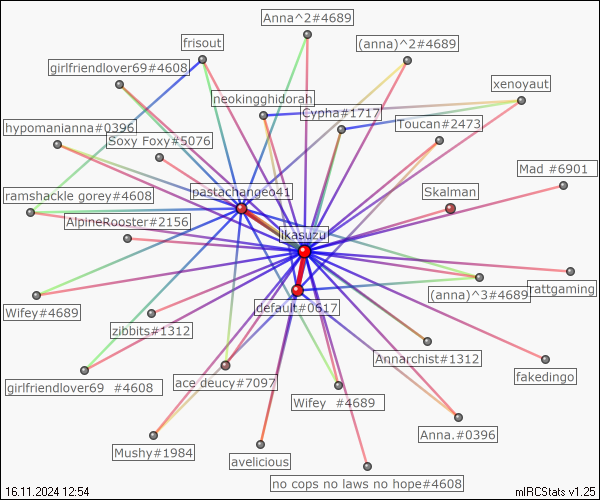 Anna^2#4689
frisout
(anna)^2#4689
girlfriendlover69#4608
xenoyaut
neokingghidorah
Cypha#1717
Toucan#2473
hypomanianna#0396
Soxy Foxy#5076
Mad #6901
pastachangeo41
Skalman
ramshackle gorey#4608
AlpineRooster#2156
ikasuzu
rattgaming
(anna)^3#4689
default#0617
Wifey#4689
zibbits#1312
Annarchist#1312
fakedingo
girlfriendlover69 #4608
ace deucy#7097
Wifey #4689
Anna.#0396
Mushy#1984
avelicious
no cops no laws no hope#4608
16.11.2024 12:54
mIRCStats v1.25